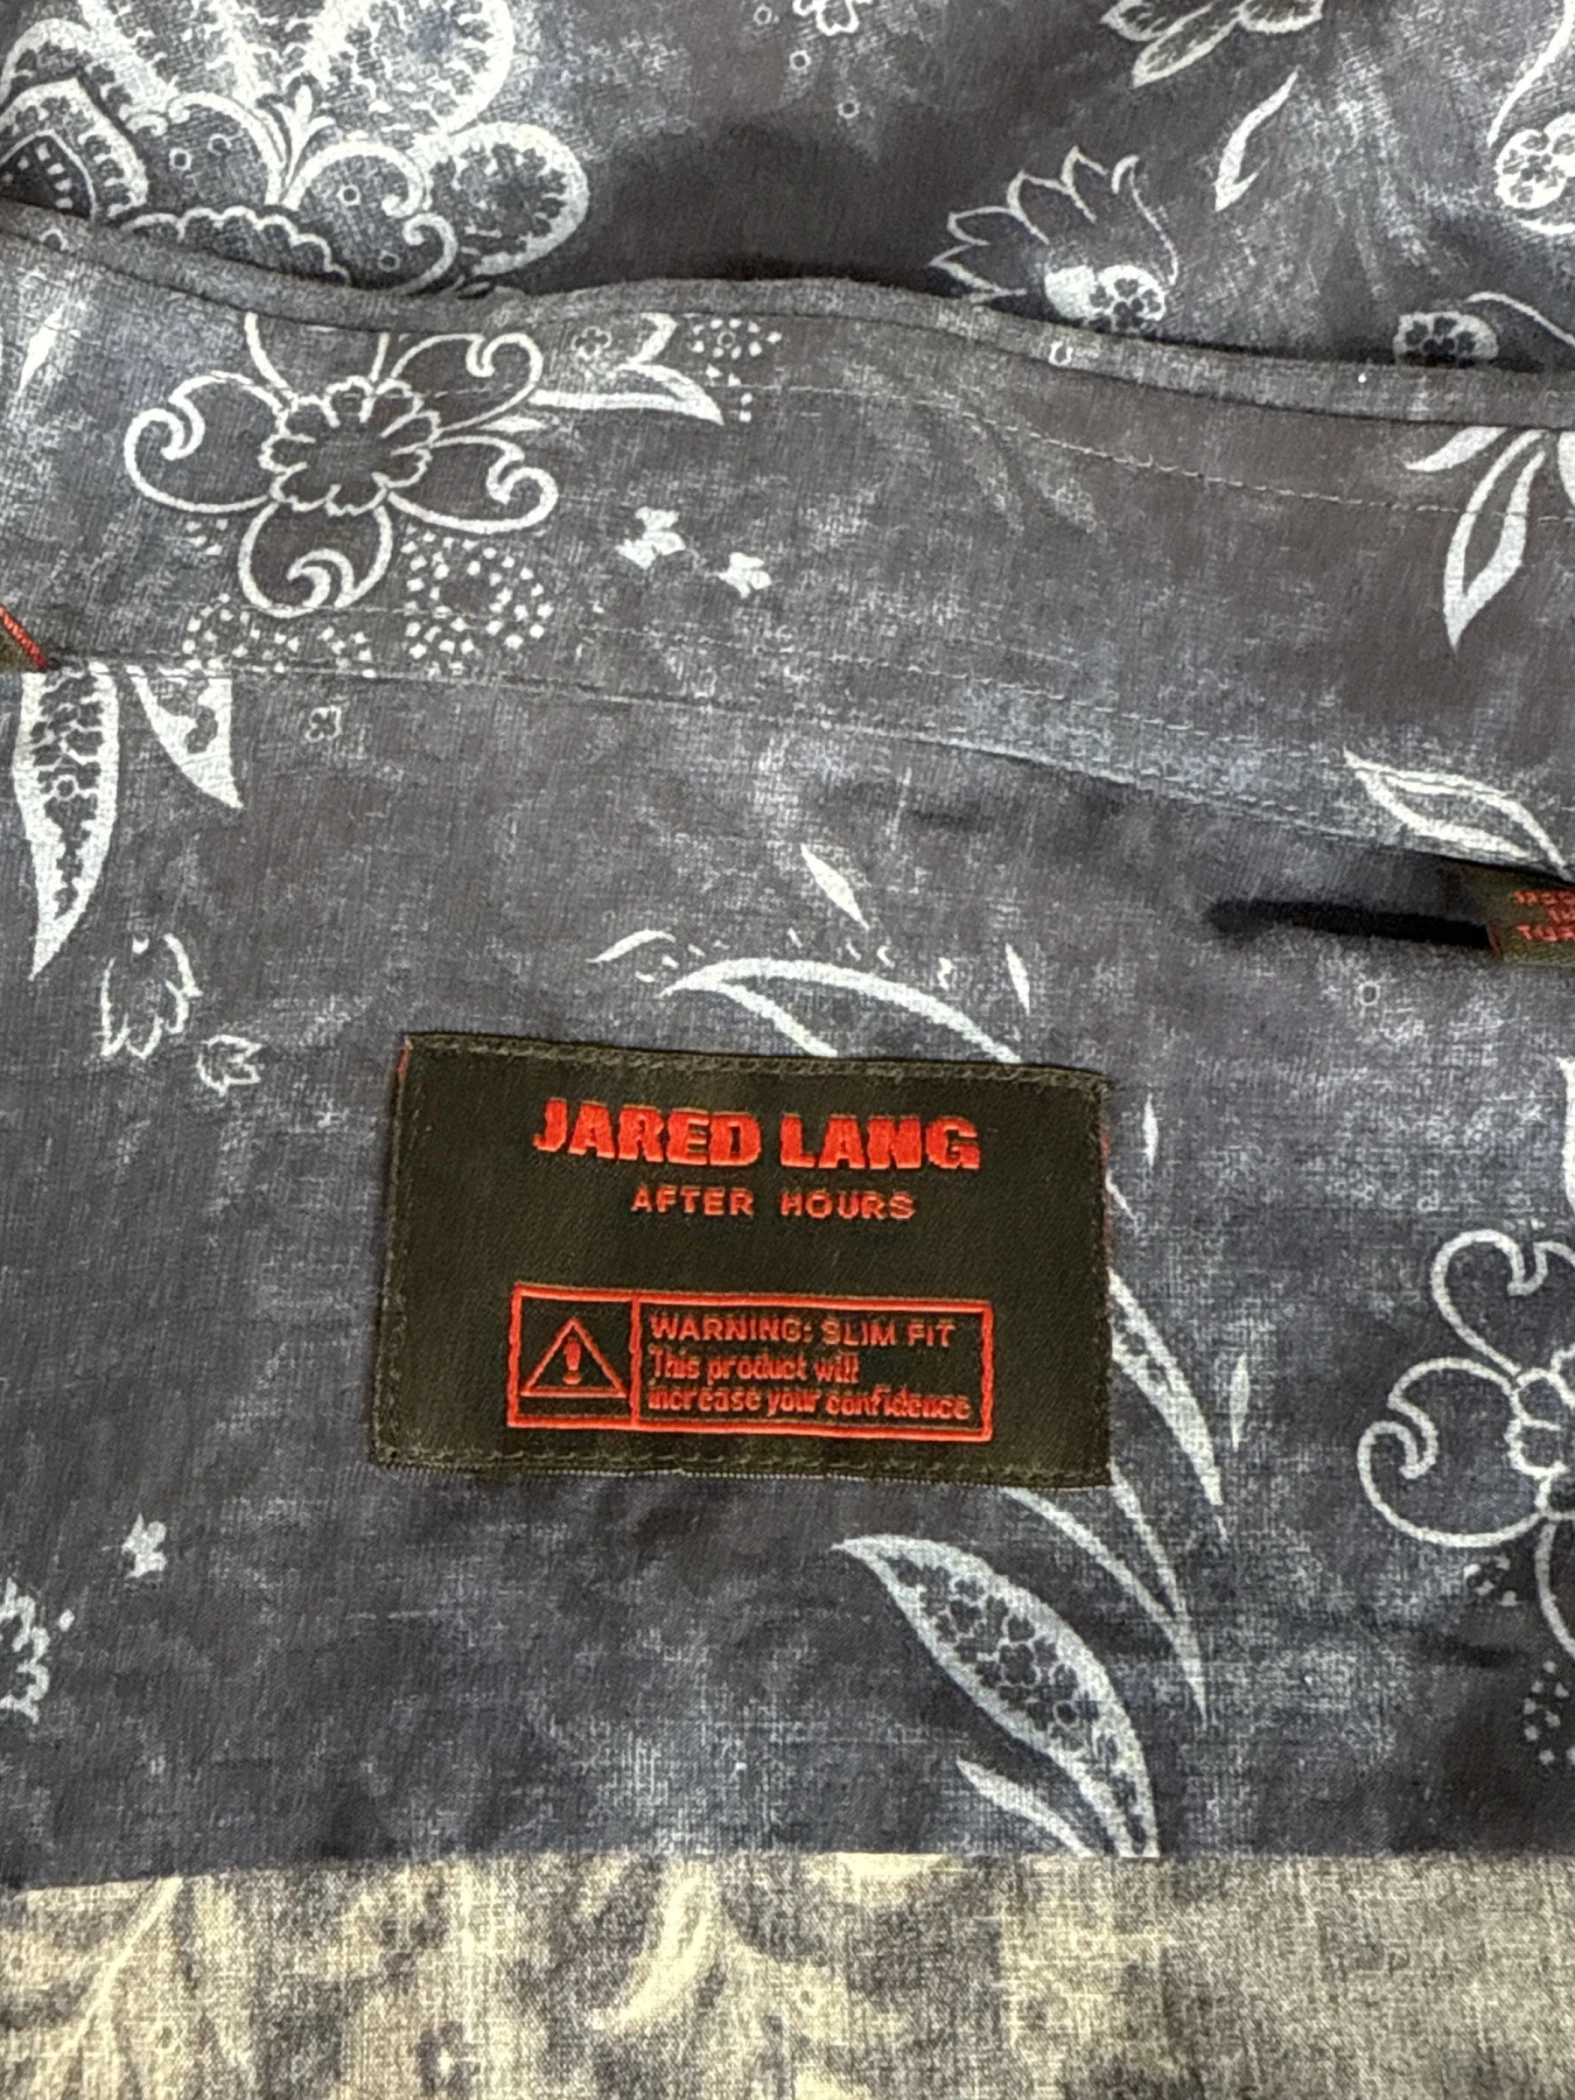 JARED LANG
AFTER HOURS
WARNING: SLIM FIT
This product will
increase your confidence